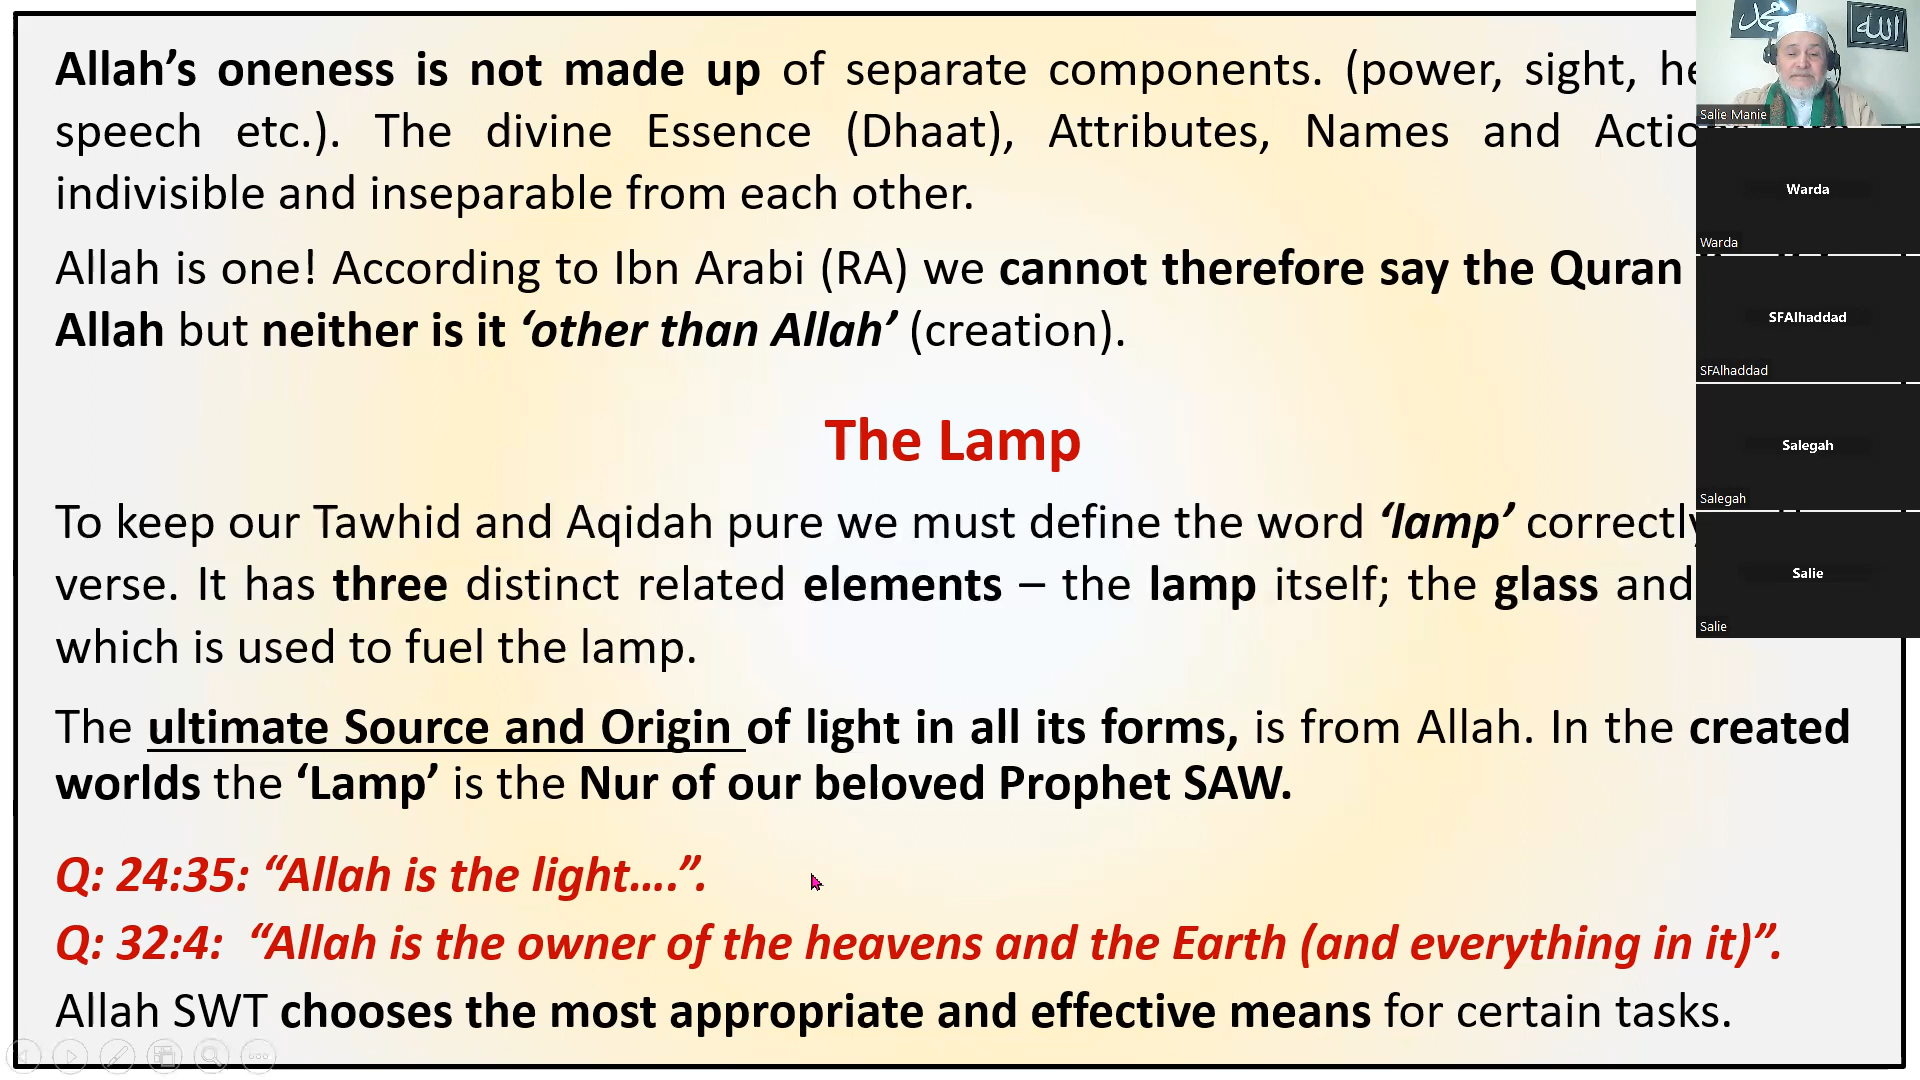 Allah’s oneness is not made up of separate components. (power, sight,
speech etc.). The divine Essence (Dhaat), Attributes, Names and
indivisible and inseparable from each other.
Allah is one! According to Ibn Arabi (RA) we cannot therefore say the Quran
Allah but neither is it ‘other than Allah’ (creation).
The Lamp
To keep our Tawhid and Aqidah pure we must define the word ‘lamp’ correctly
verse. It has three distinct related elements – the lamp itself; the glass and
which is used to fuel the lamp.
The ultimate Source and Origin of light in all its forms, is from Allah. In the created
worlds the ‘Lamp’ is the Nur of our beloved Prophet SAW.
Q: 24:35: “Allah is the light....”.
Q: 32:4: “Allah is the owner of the heavens and the Earth (and everything in it)”.
Allah SWT chooses the most appropriate and effective means for certain tasks.
محمد
الله
Salie Manie
Warda
Warda
SFAlhaddad
SFAlhaddad
Salegah
Salegah
Salie
Salie